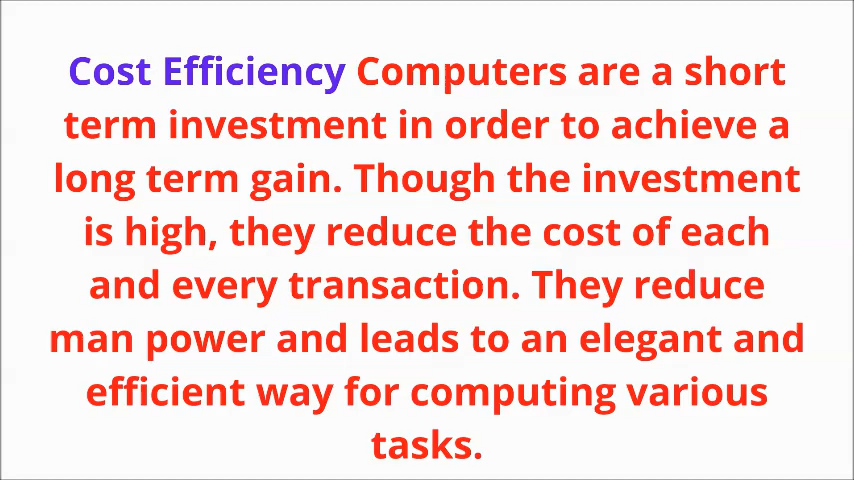 Cost Efficiency Computers are a short
term investment in order to achieve a
long term gain. Though the investment
is high, they reduce the cost of each
and every transaction. They reduce
man power and leads to an elegant and
efficient way for computing various
tasks.